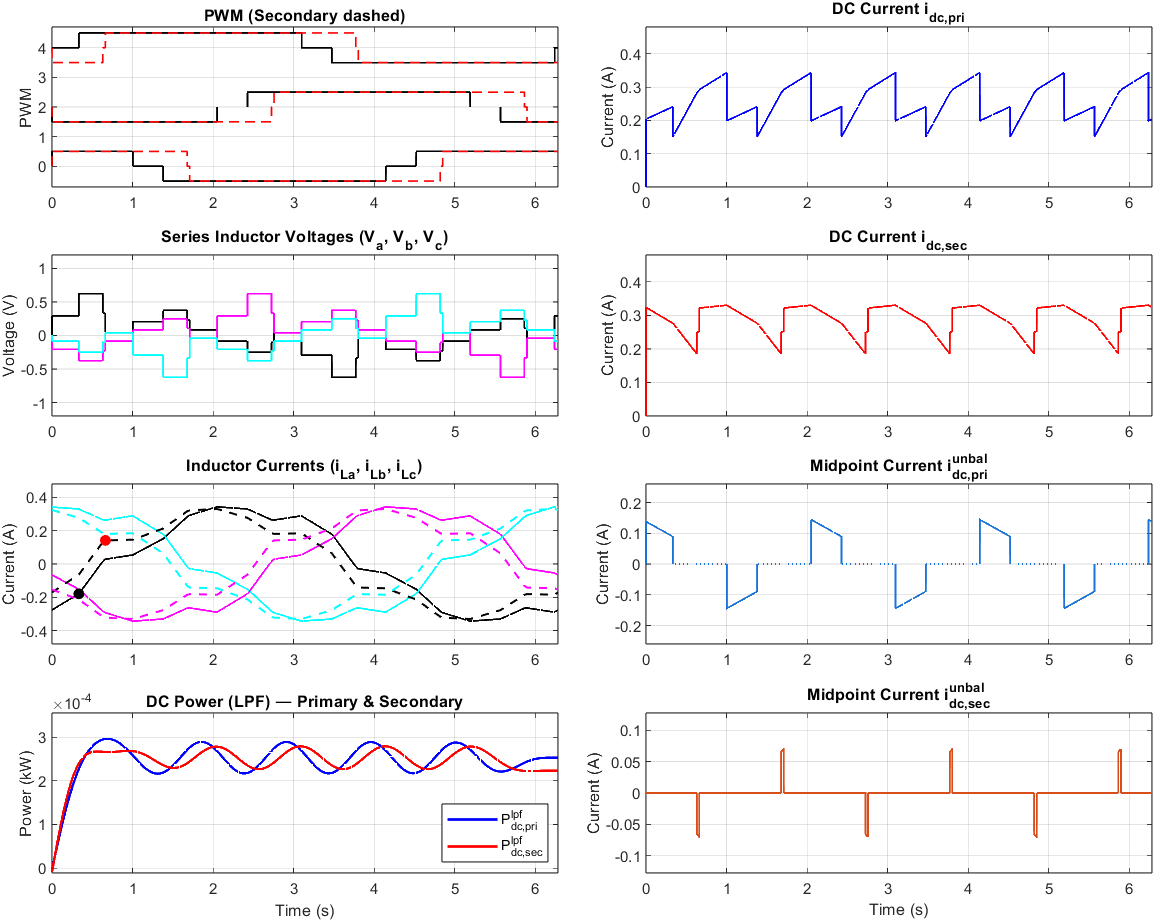 PWM (Secondary dashed)
PWM
4
3
2
1
0
0 1 2 3 4 5 6
DC Current i_dc,pri
Current (A)
0.4
0.3
0.2
0.1
0
0 1 2 3 4 5 6
Series Inductor Voltages (V_a, V_b, V_c)
Voltage (V)
1
0.5
0
-0.5
-1
0 1 2 3 4 5 6
DC Current i_dc,sec
Current (A)
0.4
0.3
0.2
0.1
0
0 1 2 3 4 5 6
Inductor Currents (i_La, i_Lb, i_Lc)
Current (A)
0.4
0.2
0
-0.2
-0.4
0 1 2 3 4 5 6
Midpoint Current i_dc,pri^unbal
Current (A)
0.2
0.1
0
-0.1
-0.2
0 1 2 3 4 5 6
DC Power (LPF) — Primary & Secondary
×10^-4
Power (kW)
3
2
1
0
P_dc,pri^lpf
P_dc,sec^lpf
0 1 2 3 4 5 6
Time (s)
Midpoint Current i_dc,sec^unbal
Current (A)
0.1
0.05
0
-0.05
-0.1
0 1 2 3 4 5 6
Time (s)